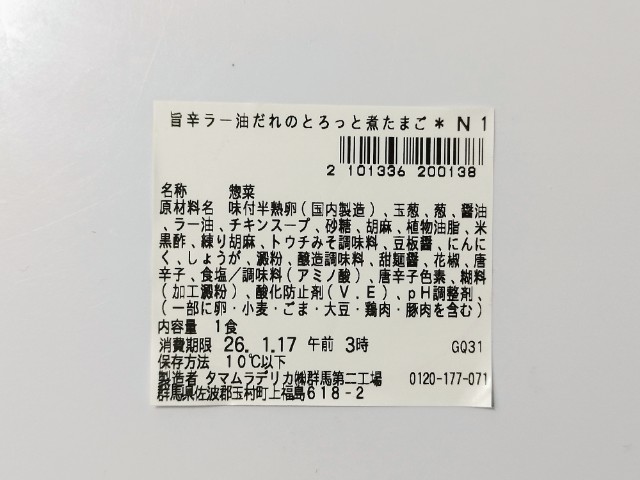 旨辛ラー油だれのとろっと煮たまご＊ N 1
2 101336 200138
名称 惣菜
原材料名 味付半熟卵（国内製造）、玉葱、葱、醤油
、ラー油、チキンスープ、砂糖、胡麻、植物油脂、米
黒酢、練り胡麻、トウチみそ調味料、豆板醤、にんに
く、しょうが、澱粉、醸造調味料、甜麺醤、花椒、唐
辛子、食塩／調味料（アミノ酸）、唐辛子色素、糊料
（加工澱粉）、酸化防止剤（V．E）、pH調整剤、
（一部に卵・小麦・ごま・大豆・鶏肉・豚肉を含む）
内容量 1食
消費期限 26. 1.17 午前 3時 GQ31
保存方法 10℃以下
製造者 タマムラデリカ㈱群馬第二工場 0120-177-071
群馬県佐波郡玉村町上福島618-2